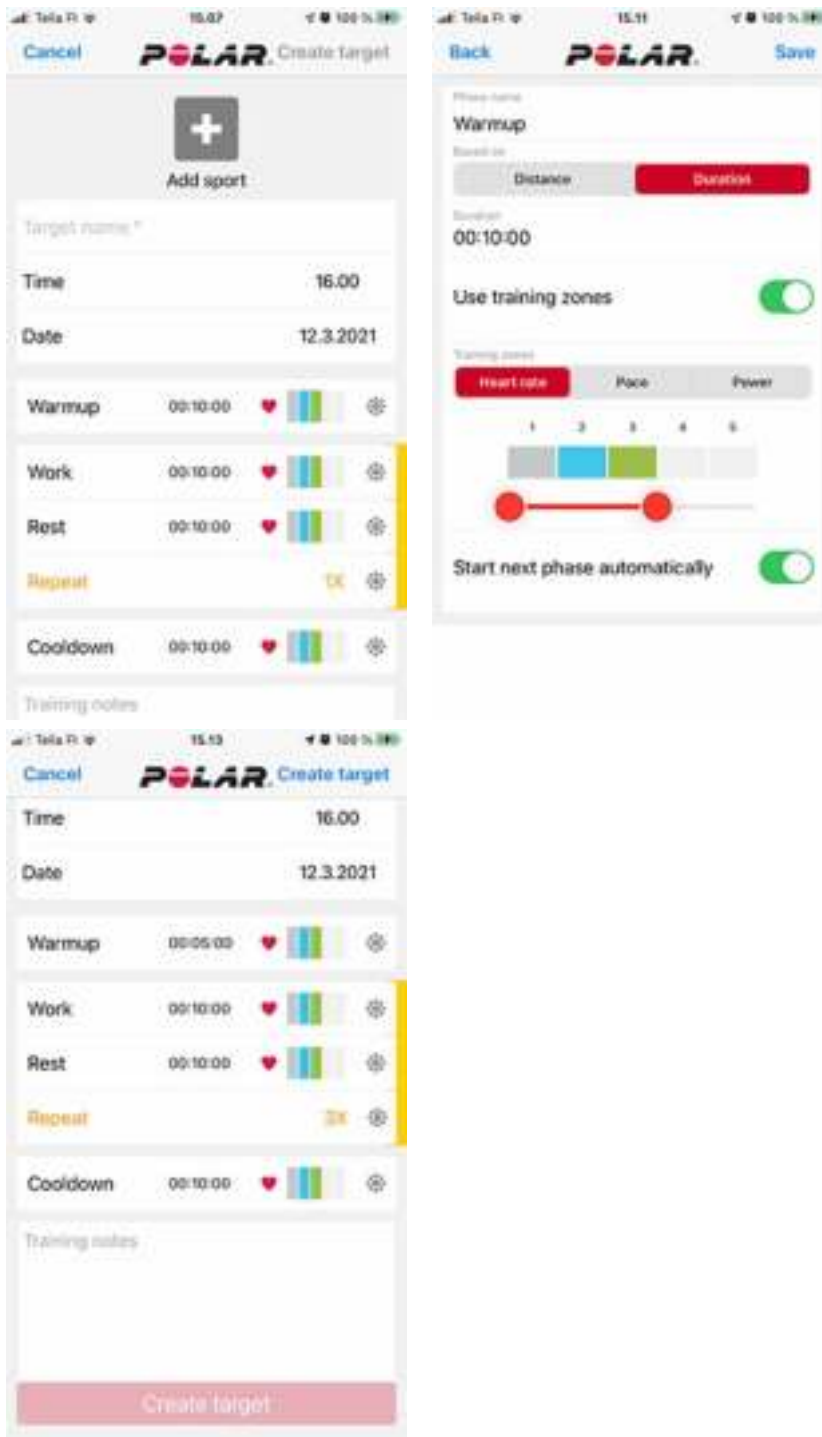 Telia FI 15.07 100 %
Cancel POLAR. Create target
Add sport
Target name *
Time 16.00
Date 12.3.2021
Warmup 00:10:00
Work 00:10:00
Rest 00:10:00
Repeat 1X
Cooldown 00:10:00
Training notes
Telia FI 15.11 100 %
Back POLAR. Save
Phase name
Warmup
Based on
Distance Duration
Duration
00:10:00
Use training zones
Training zones
Heart rate Pace Power
1 2 3 4 5
Start next phase automatically
Telia FI 15.13 100 %
Cancel POLAR. Create target
Time 16.00
Date 12.3.2021
Warmup 00:05:00
Work 00:10:00
Rest 00:10:00
Repeat
Cooldown 00:10:00
Training notes
Create target